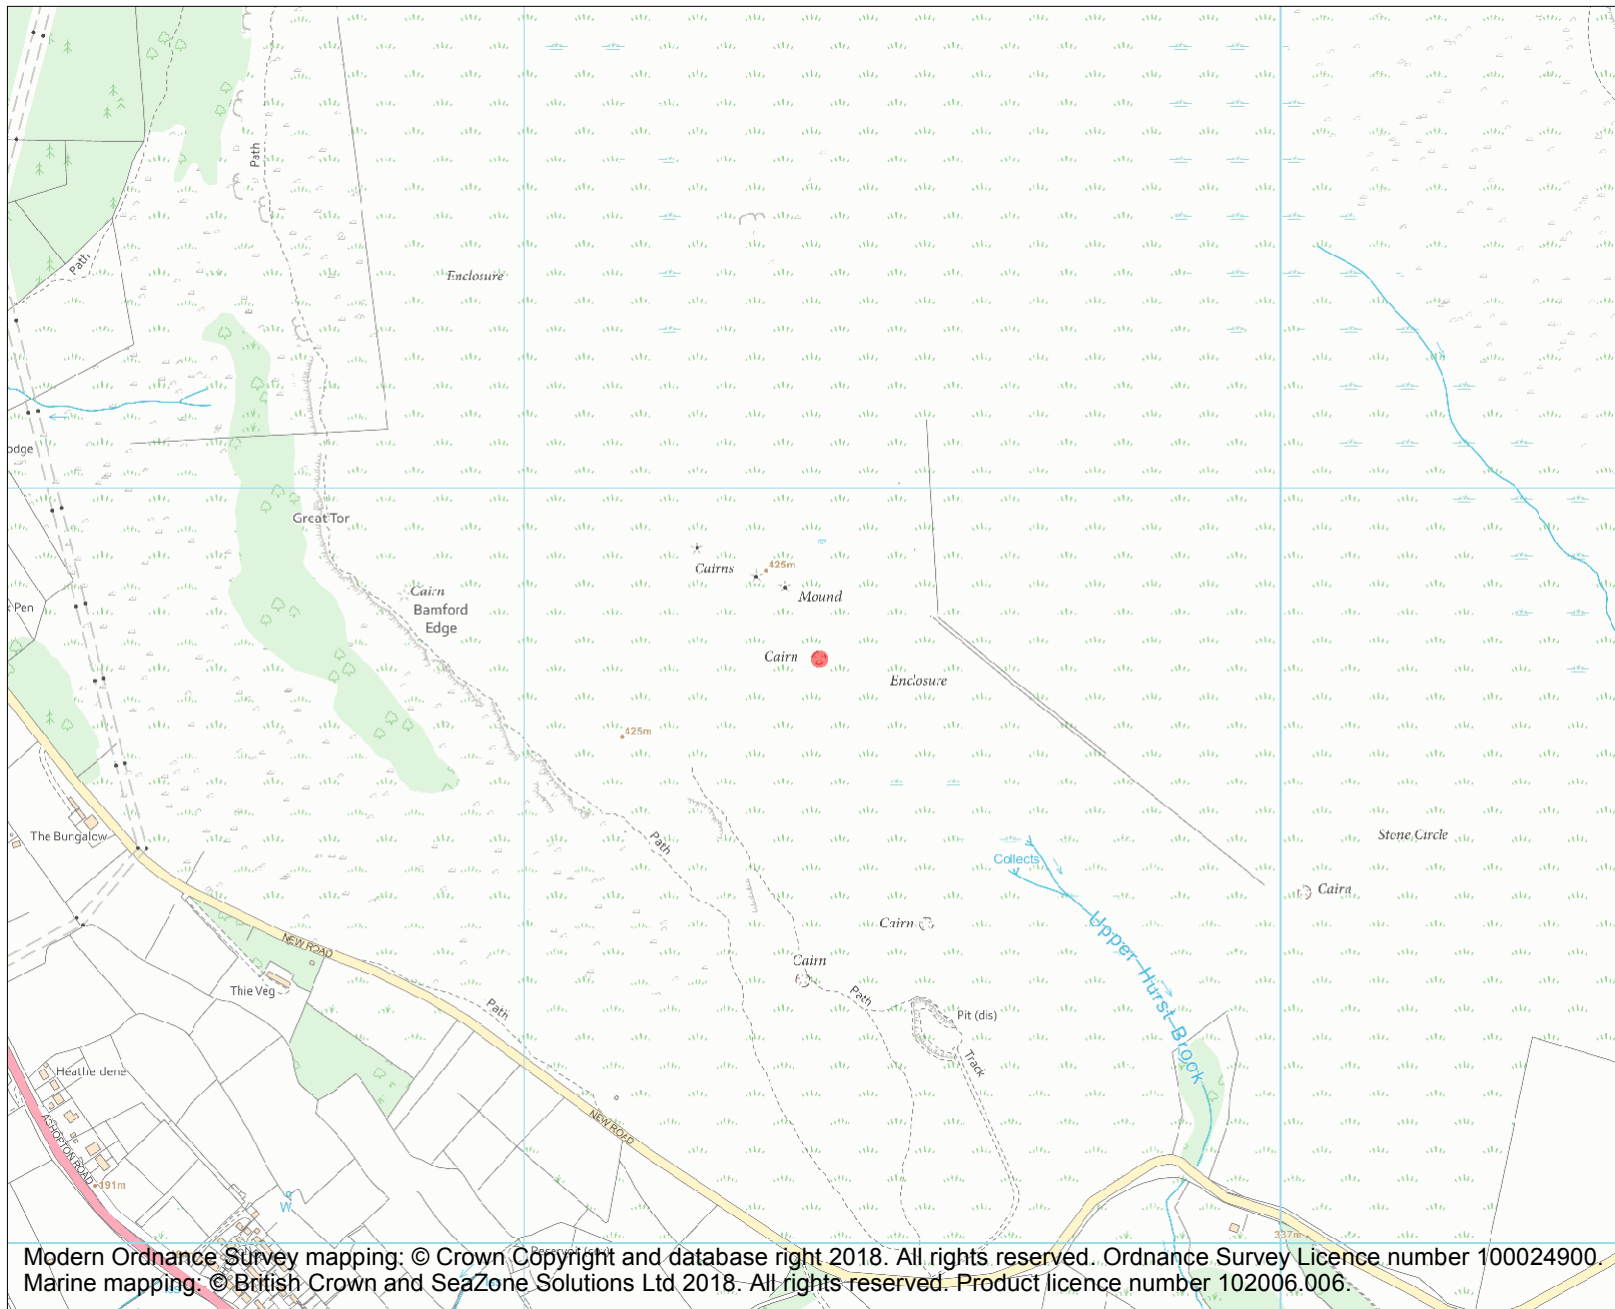 Path
Path
Enclosure
odge
Great Tor
Cairns
425m
Mound
Cairn
Bamford
Edge
Pen
Cairn
Enclosure
425m
The Bungalow
Path
Stone Circle
Collects
Cairn
Cairn
Upper Hurst Brook
NEW ROAD
Cairn
Thie Veg
Path
Path
Pit (dis)
Track
Heathe dene
NEW ROAD
ASHOPTON ROAD
191m
W
337m
Modern Ordnance Survey mapping: © Crown Copyright and database right 2018. All rights reserved. Ordnance Survey Licence number 100024900.
Marine mapping: © British Crown and SeaZone Solutions Ltd 2018. All rights reserved. Product licence number 102006.006.